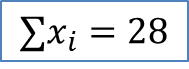 ∑xᵢ = 28